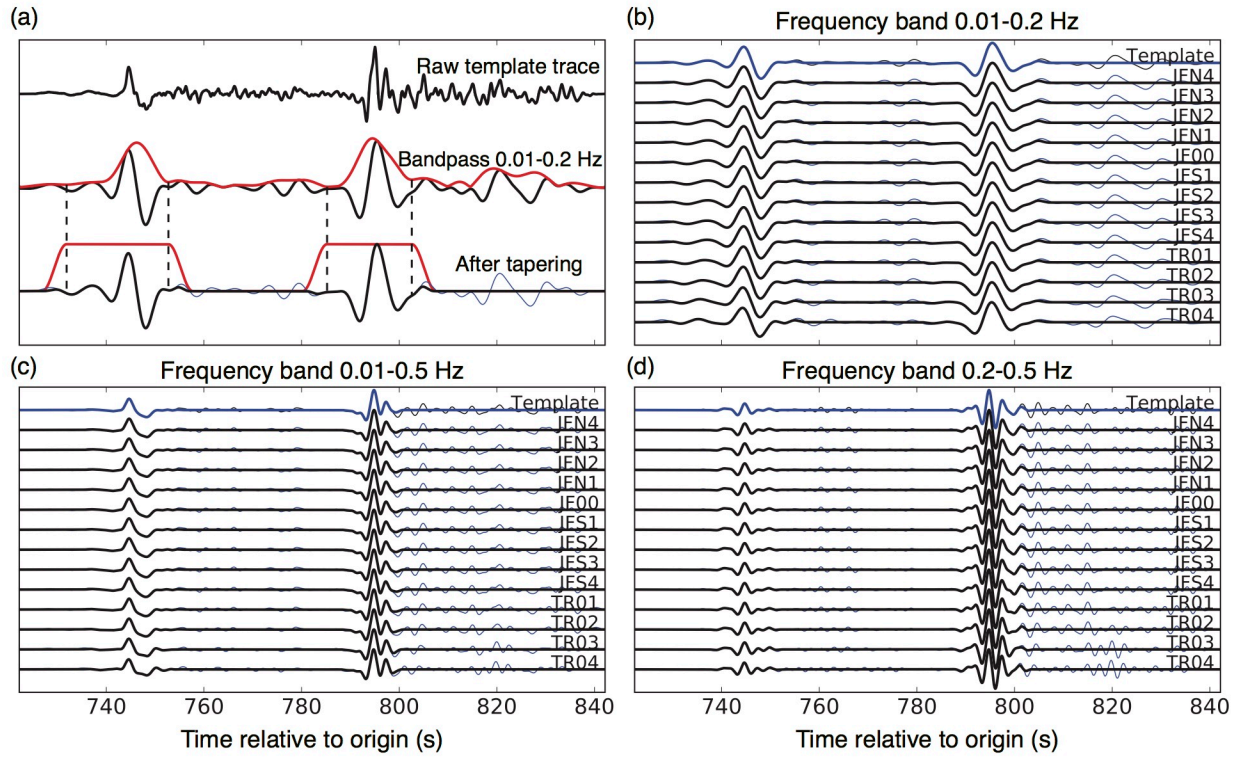 (a)
Raw template trace
Bandpass 0.01-0.2 Hz
After tapering
(b)
Frequency band 0.01-0.2 Hz
Template
JFN4
JFN3
JFN2
JFN1
JF00
JFS1
JFS2
JFS3
JFS4
TR01
TR02
TR03
TR04
(c)
Frequency band 0.01-0.5 Hz
Template
JFN4
JFN3
JFN2
JFN1
JF00
JFS1
JFS2
JFS3
JFS4
TR01
TR02
TR03
TR04
740 760 780 800 820 840
Time relative to origin (s)
(d)
Frequency band 0.2-0.5 Hz
Template
JFN4
JFN3
JFN2
JFN1
JF00
JFS1
JFS2
JFS3
JFS4
TR01
TR02
TR03
TR04
740 760 780 800 820 840
Time relative to origin (s)